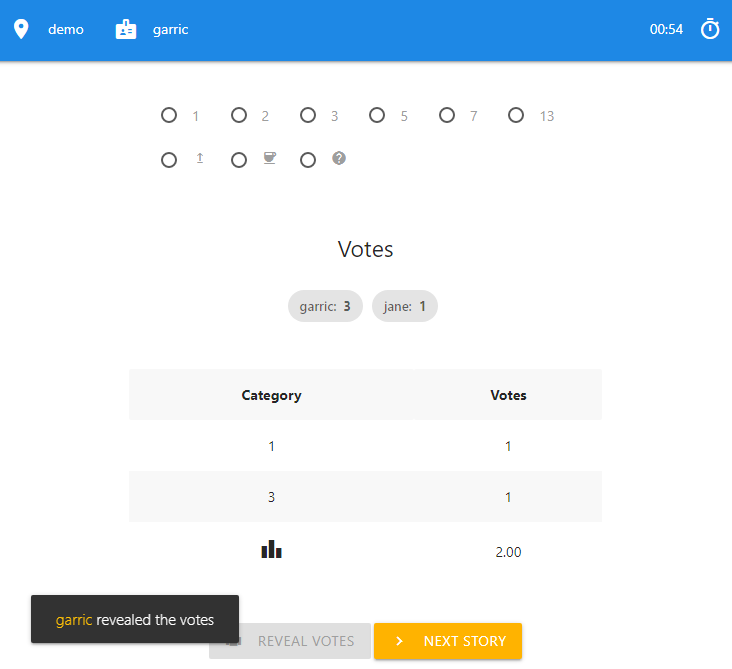 demo garric 00:54
1 2 3 5 7 13
Votes
garric: 3 jane: 1
Category Votes
1 1
3 1
2.00
garric revealed the votes
REVEAL VOTES NEXT STORY